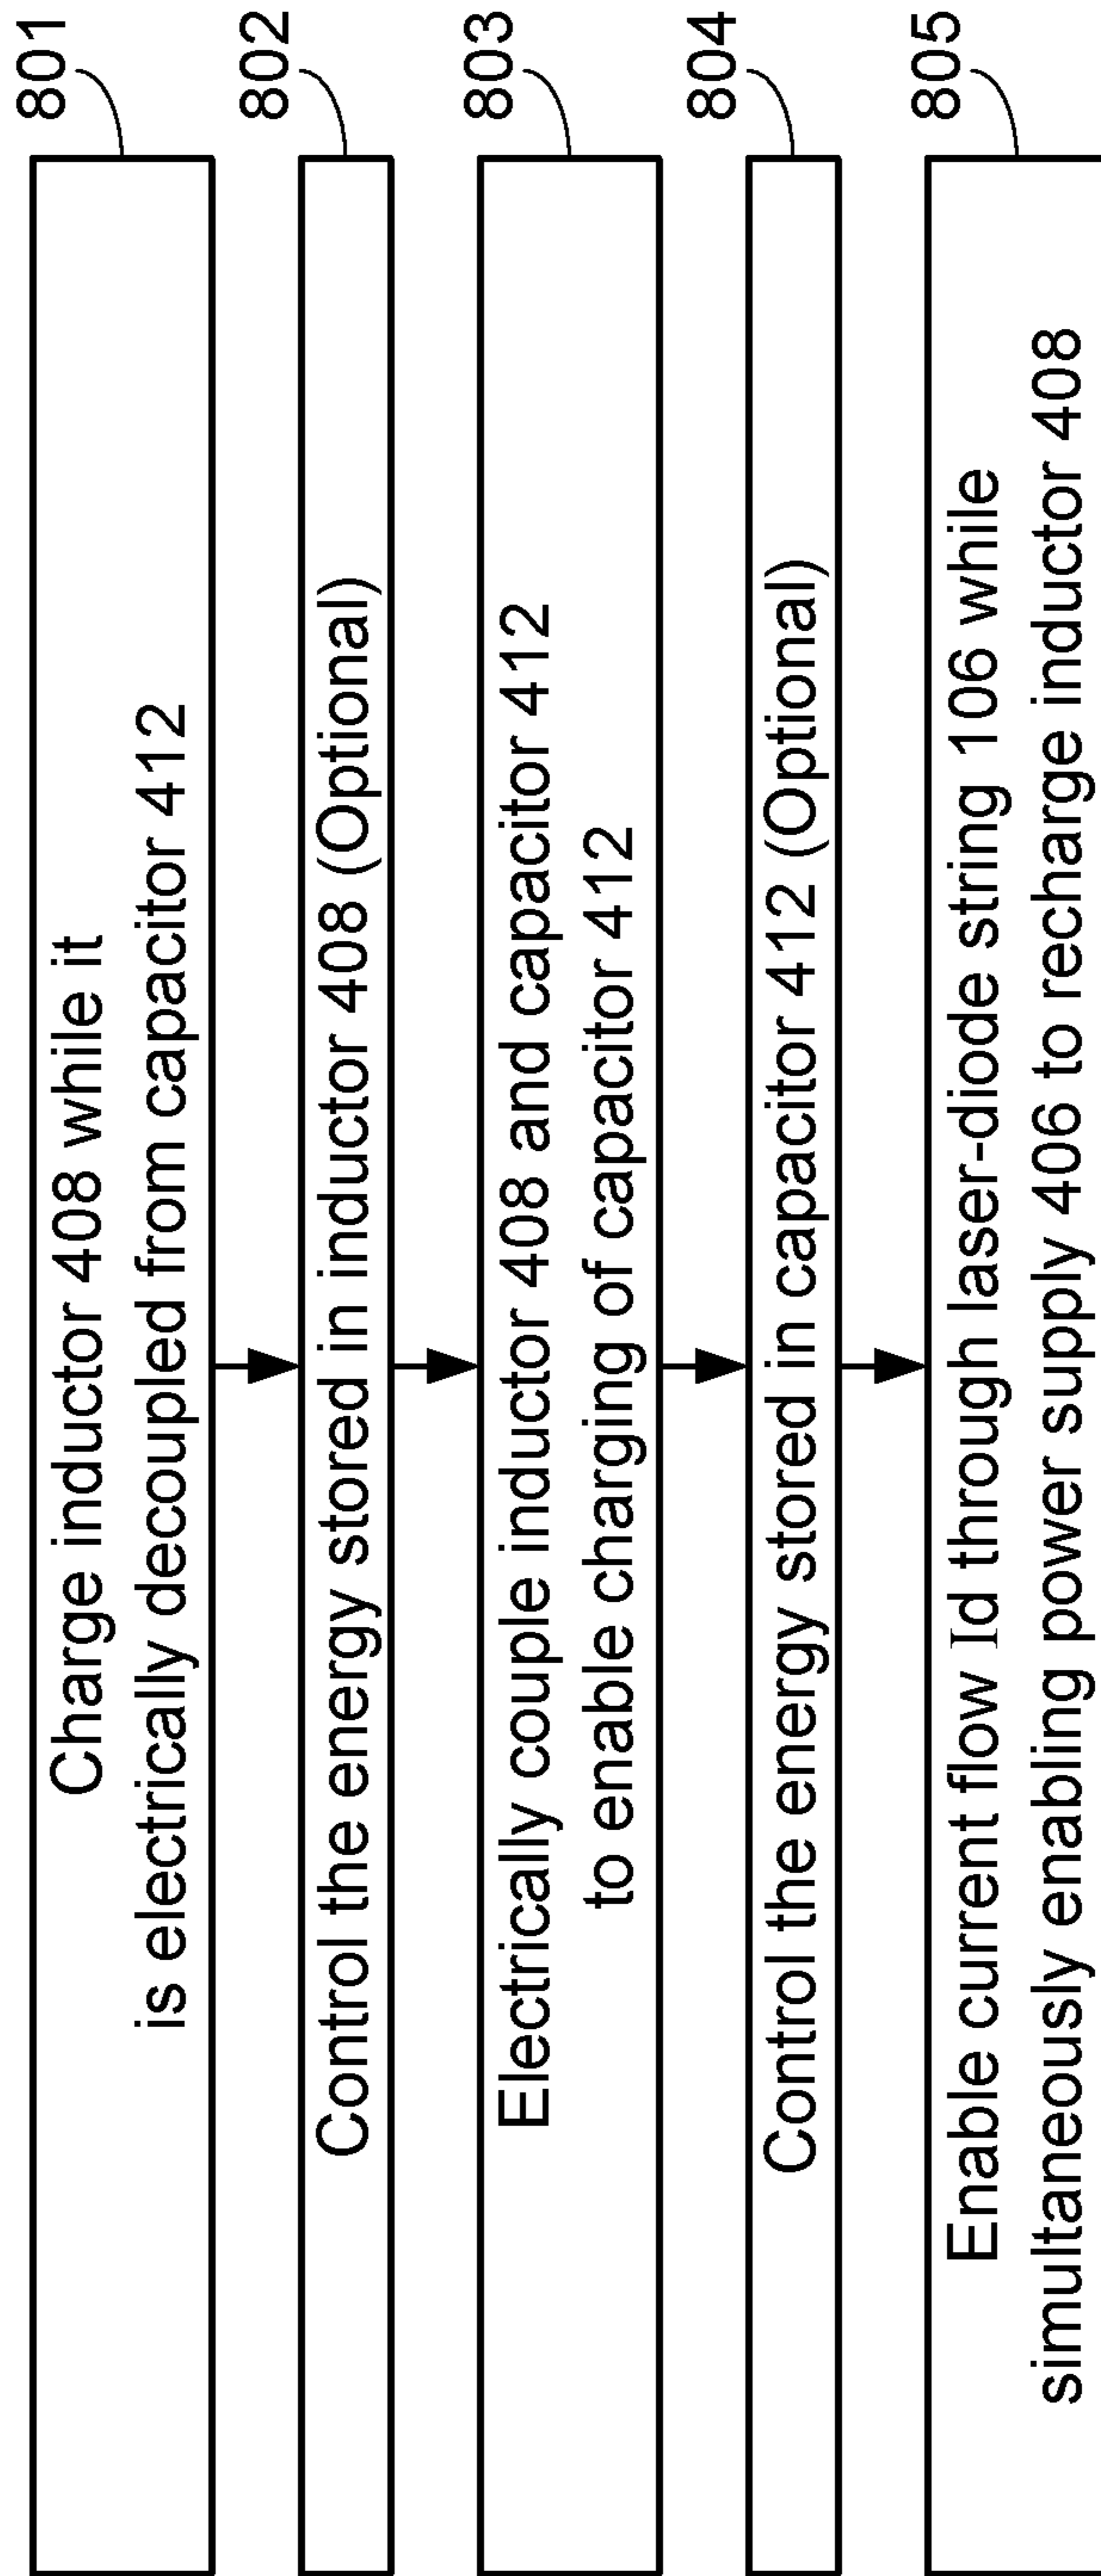 801
Charge inductor 408 while it
is electrically decoupled from capacitor 412
802
Control the energy stored in inductor 408 (Optional)
803
Electrically couple inductor 408 and capacitor 412
to enable charging of capacitor 412
804
Control the energy stored in capacitor 412 (Optional)
805
Enable current flow Id through laser-diode string 106 while
simultaneously enabling power supply 406 to recharge inductor 408